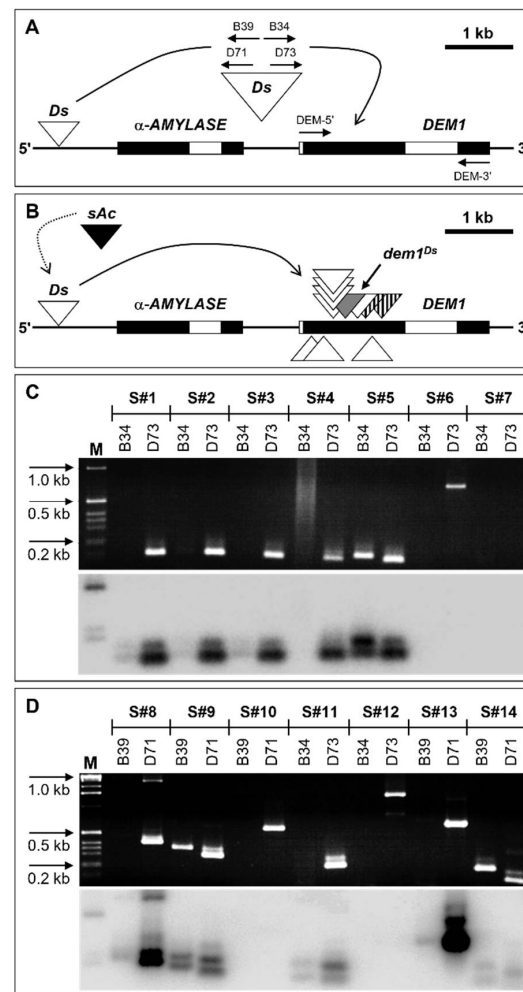 A
B39 B34
D71 D73
1 kb
Ds
Ds
α-AMYLASE
DEM-5'
DEM1
5'
3'
DEM-3'
B
sAc
1 kb
dem1Ds
Ds
α-AMYLASE
DEM1
5'
3'
C
S#1 S#2 S#3 S#4 S#5 S#6 S#7
M B34 D73 B34 D73 B34 D73 B34 D73 B34 D73 B34 D73 B34 D73
1.0 kb
0.5 kb
0.2 kb
D
S#8 S#9 S#10 S#11 S#12 S#13 S#14
M B39 D71 B39 D71 B39 D71 B34 D73 B34 D73 B39 D71 B39 D71
1.0 kb
0.5 kb
0.2 kb